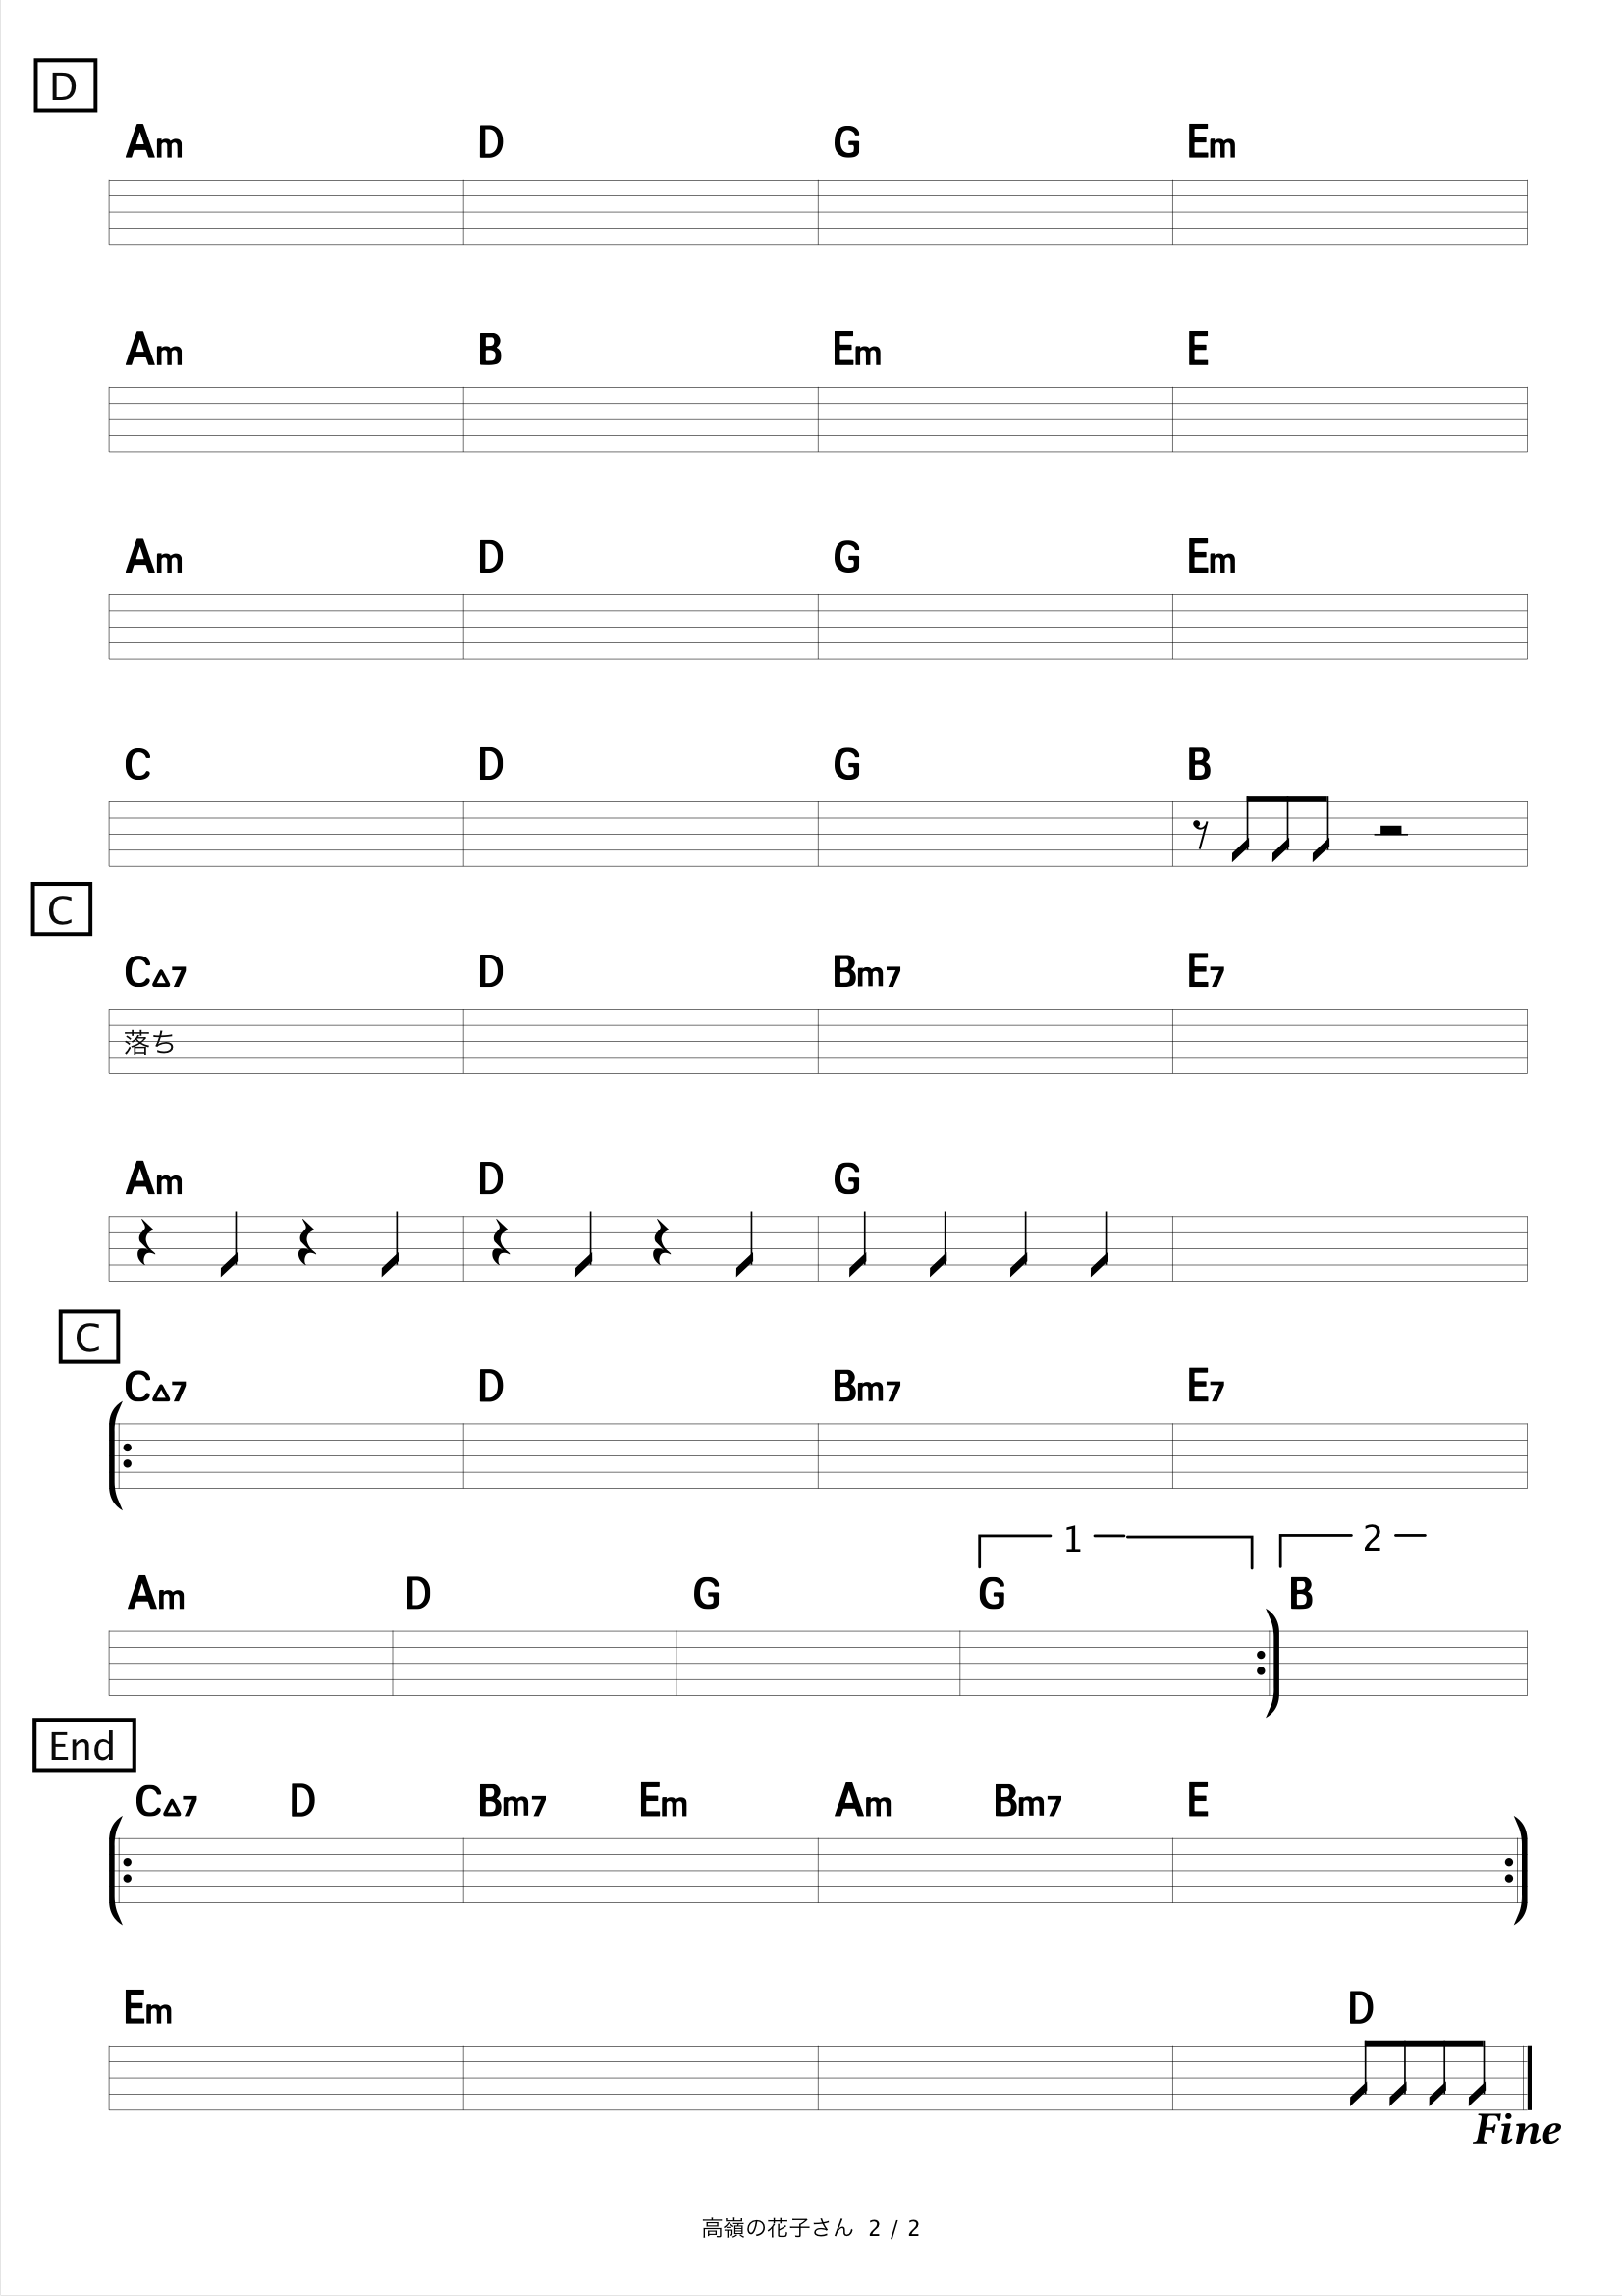 D
Am D G Em
Am B Em E
Am D G Em
C D G B
C
C△7 D Bm7 E7
落ち
Am D G
C
C△7 D Bm7 E7
1 2
Am D G G B
End
C△7 D Bm7 Em Am Bm7 E
Em D
Fine
高嶺の花子さん 2 / 2